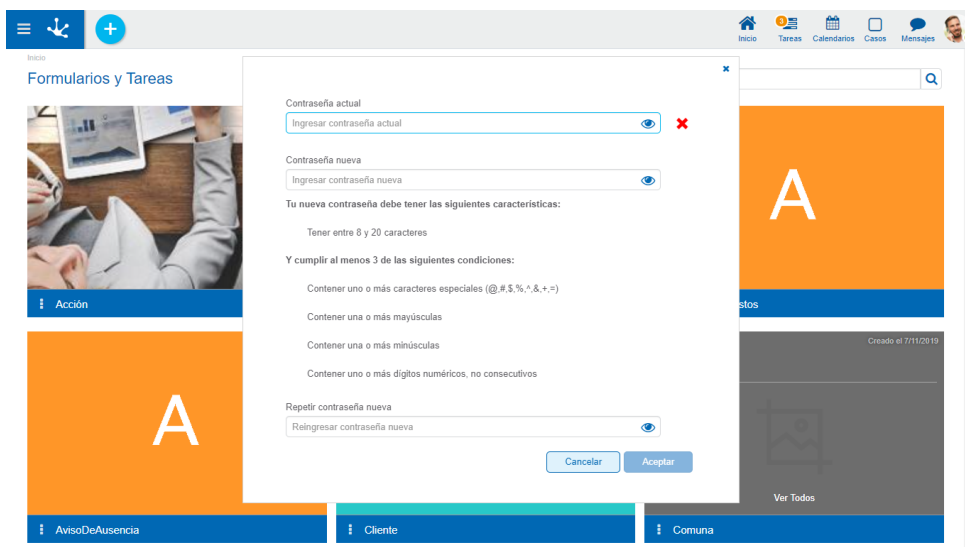 3
Inicio
Tareas
Calendarios
Casos
Mensajes
Inicio
Formularios y Tareas
Contraseña actual
Ingresar contraseña actual
Contraseña nueva
Ingresar contraseña nueva
Tu nueva contraseña debe tener las siguientes características:
Tener entre 8 y 20 caracteres
Y cumplir al menos 3 de las siguientes condiciones:
Contener uno o más caracteres especiales (@,#,$,%,^,&,+,=)
Contener una o más mayúsculas
Contener una o más minúsculas
Contener uno o más dígitos numéricos, no consecutivos
Repetir contraseña nueva
Reingresar contraseña nueva
Cancelar
Aceptar
A
Acción
stos
A
Creado el 7/11/2019
Ver Todos
AvisoDeAusencia
Cliente
Comuna